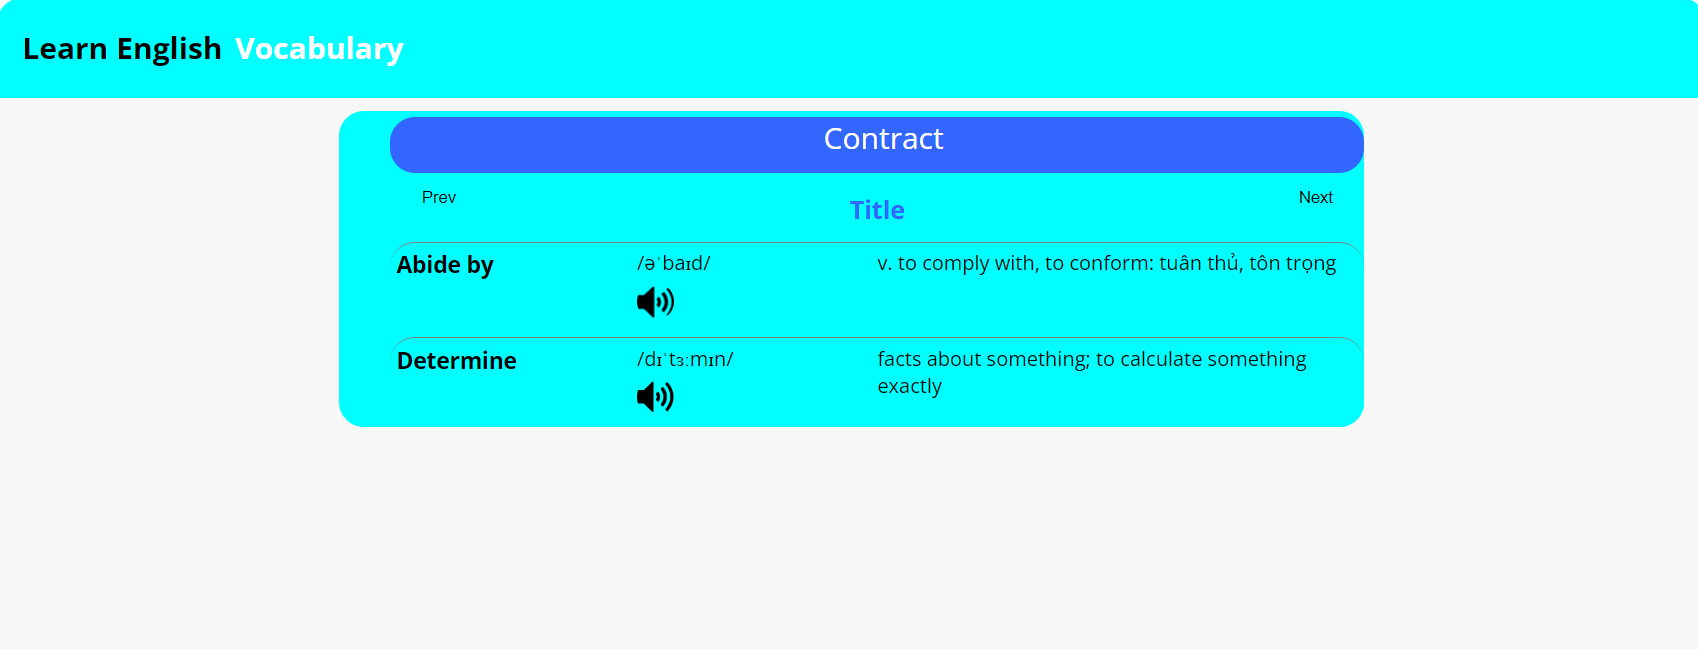 Learn English Vocabulary
Contract
Prev
Next
Title
Abide by
/əˈbaɪd/
v. to comply with, to conform: tuân thủ, tôn trọng
Determine
/dɪˈtɜːmɪn/
facts about something; to calculate something
exactly